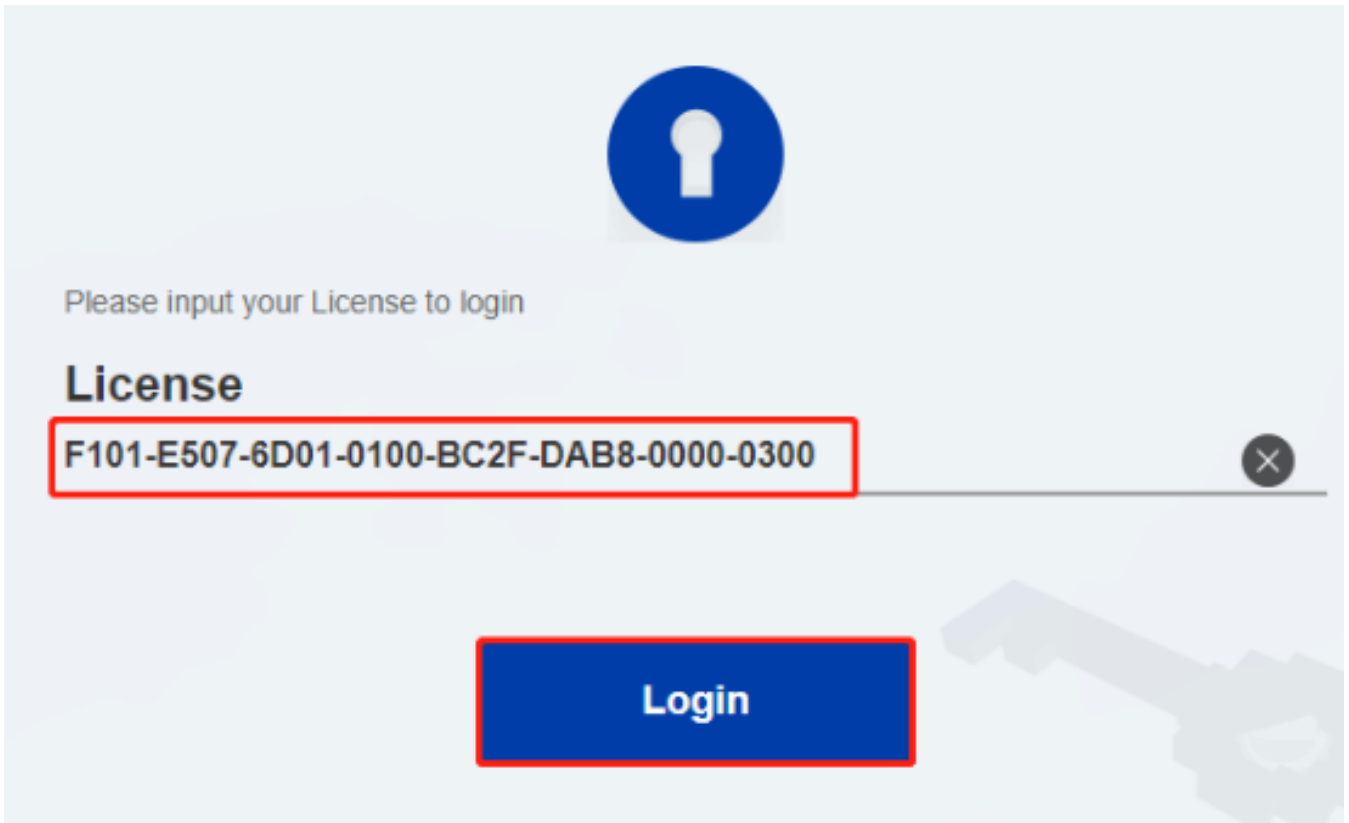 Please input your License to login
License
F101-E507-6D01-0100-BC2F-DAB8-0000-0300
Login